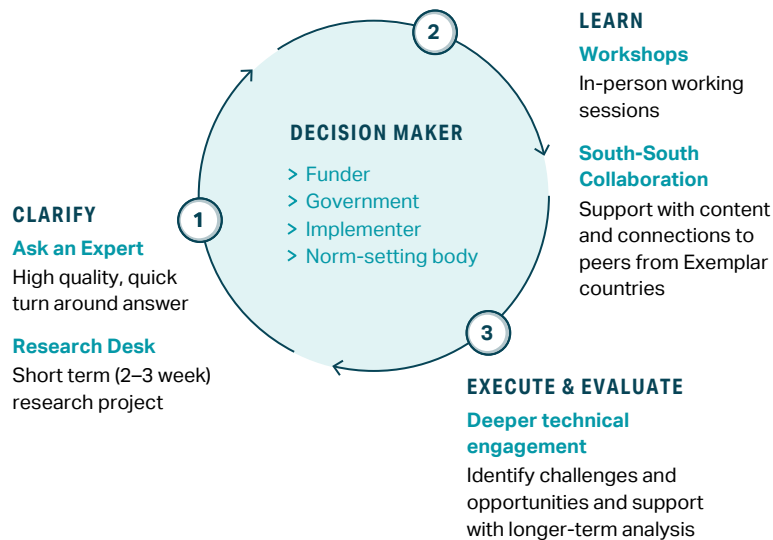 DECISION MAKER
> Funder
> Government
> Implementer
> Norm-setting body
1
CLARIFY
Ask an Expert
High quality, quick
turn around answer
Research Desk
Short term (2–3 week)
research project
2
LEARN
Workshops
In-person working
sessions
South-South
Collaboration
Support with content
and connections to
peers from Exemplar
countries
3
EXECUTE & EVALUATE
Deeper technical
engagement
Identify challenges and
opportunities and support
with longer-term analysis